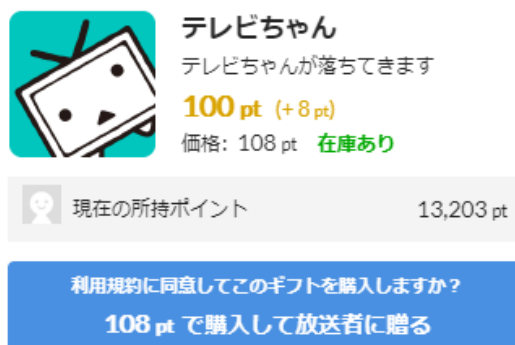 テレビちゃん
テレビちゃんが落ちてきます
100 pt (+8 pt)
価格: 108 pt 在庫あり
現在の所持ポイント 13,203 pt
利用規約に同意してこのギフトを購入しますか？
108 pt で購入して放送者に贈る